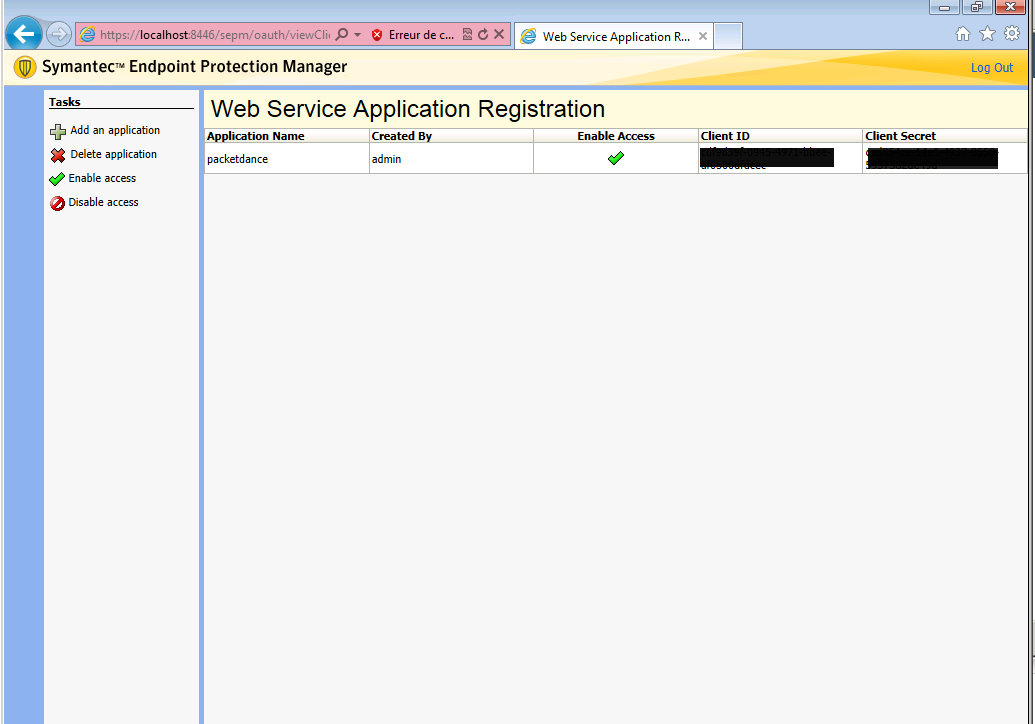 https://localhost:8446/sepm/oauth/viewCli
Erreur de c...
Web Service Application R...
Symantec™ Endpoint Protection Manager
Log Out
Tasks
Add an application
Delete application
Enable access
Disable access
Web Service Application Registration
Application Name Created By Enable Access Client ID Client Secret
packetdance admin